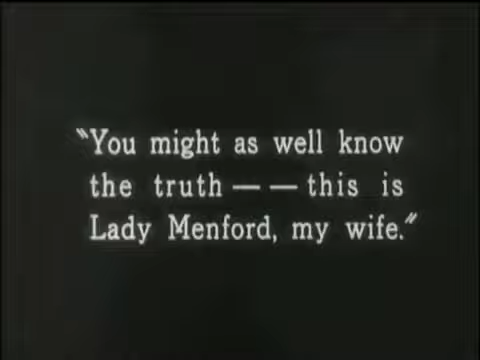 "You might as well know
the truth — — this is
Lady Menford, my wife."